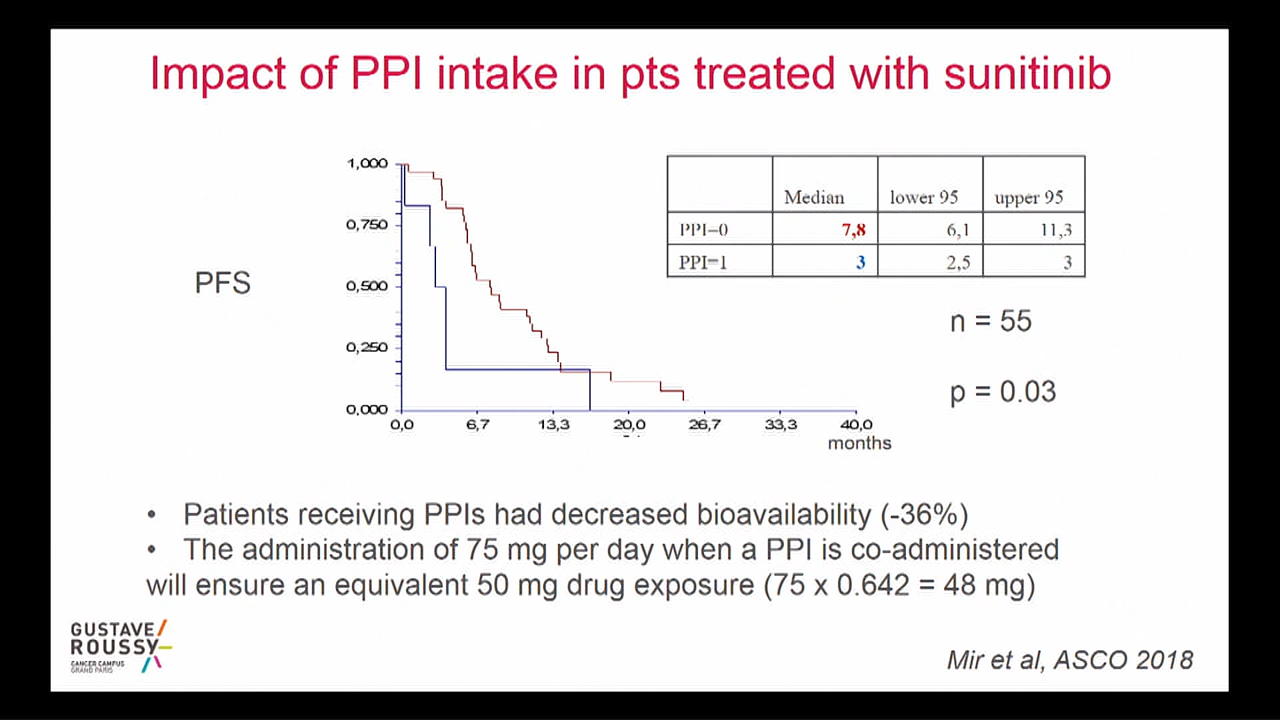 Impact of PPI intake in pts treated with sunitinib
PFS
1,000
0,750
0,500
0,250
0,000
0,0 6,7 13,3 20,0 26,7 33,3 40,0
months
Median lower 95 upper 95
PPI=0 7,8 6,1 11,3
PPI=1 3 2,5 3
n = 55
p = 0.03
• Patients receiving PPIs had decreased bioavailability (-36%)
• The administration of 75 mg per day when a PPI is co-administered
will ensure an equivalent 50 mg drug exposure (75 x 0.642 = 48 mg)
GUSTAVE/
ROUSSY
CANCER CAMPUS
GRAND PARIS
Mir et al, ASCO 2018